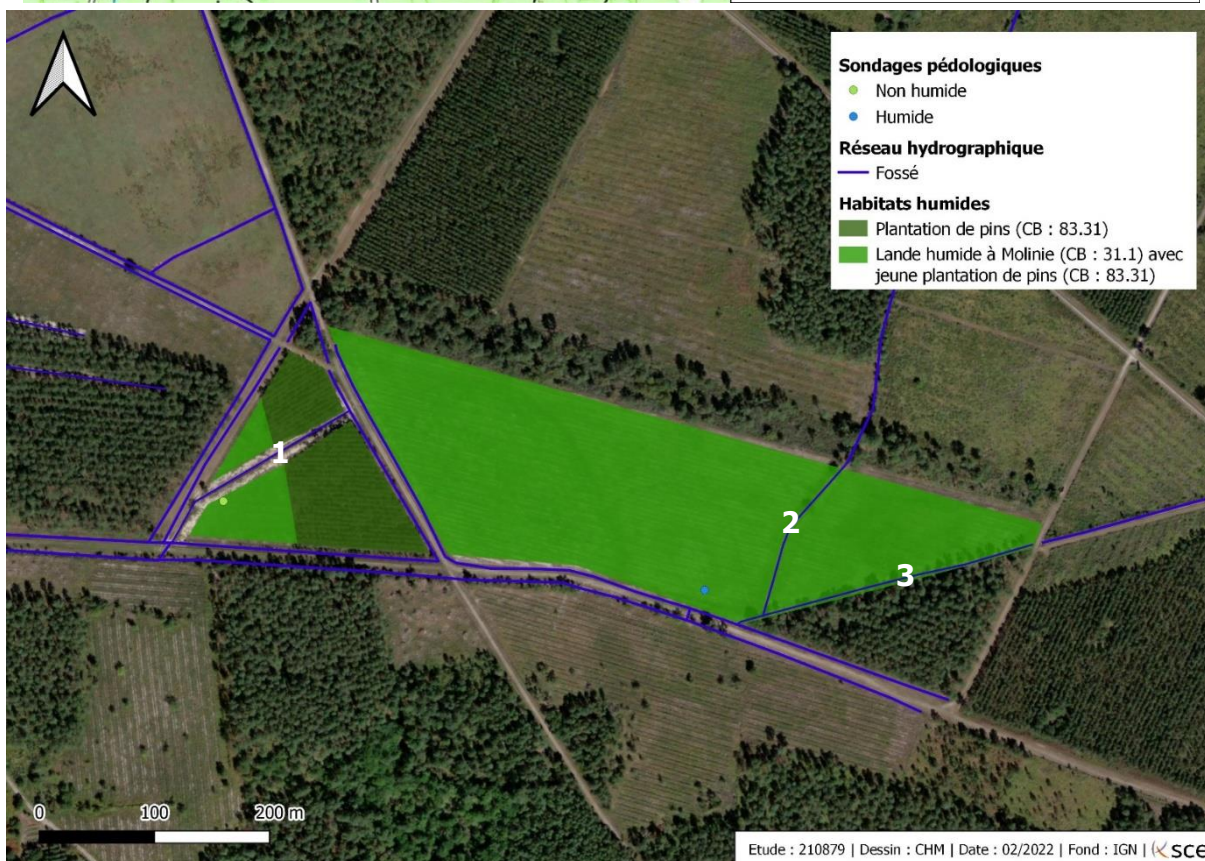 Sondages pédologiques
Non humide
Humide
Réseau hydrographique
Fossé
Habitats humides
Plantation de pins (CB : 83.31)
Lande humide à Molinie (CB : 31.1) avec
jeune plantation de pins (CB : 83.31)
1
2
3
0 100 200 m
Etude : 210879 | Dessin : CHM | Date : 02/2022 | Fond : IGN | sce